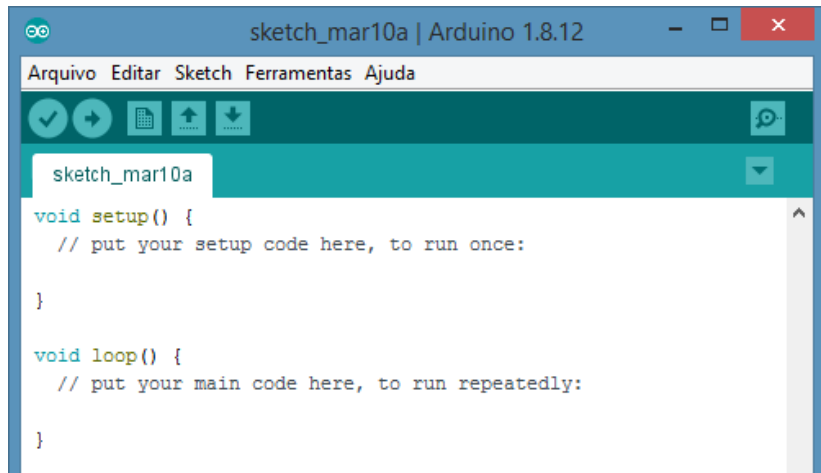 sketch_mar10a | Arduino 1.8.12
Arquivo Editar Sketch Ferramentas Ajuda
sketch_mar10a
void setup() {
  // put your setup code here, to run once:
}
void loop() {
  // put your main code here, to run repeatedly:
}